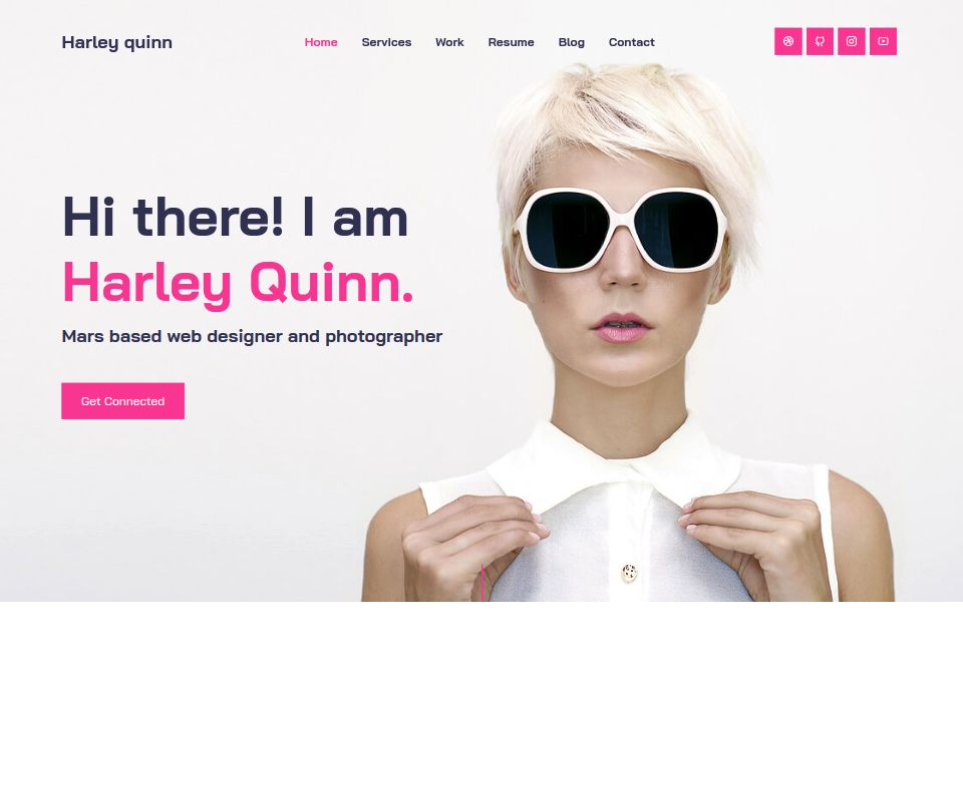 Harley quinn
Home Services Work Resume Blog Contact
Hi there! I am
Harley Quinn.
Mars based web designer and photographer
Get Connected